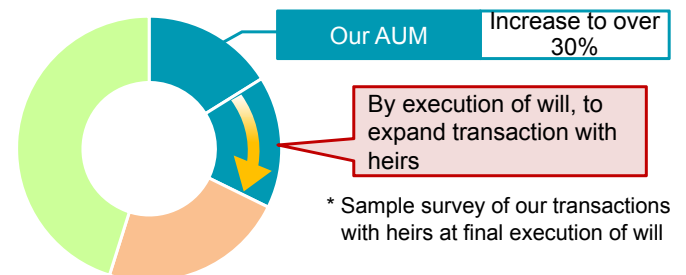 Our AUM
Increase to over
30%
By execution of will, to
expand transaction with
heirs
* Sample survey of our transactions
with heirs at final execution of will